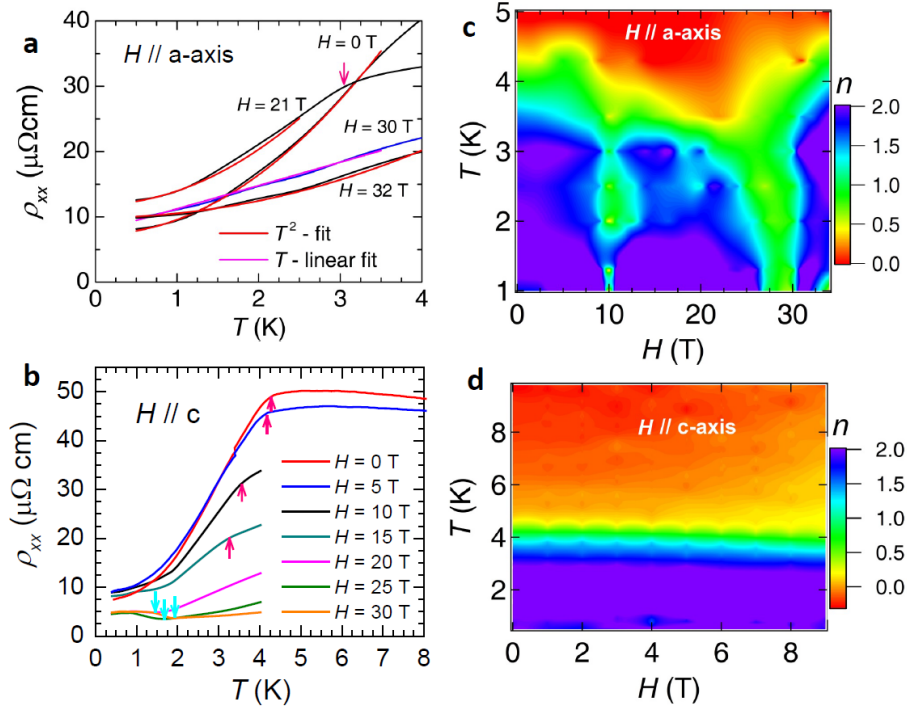 a
H // a-axis
H = 0 T
H = 21 T
H = 30 T
H = 32 T
T² - fit
T - linear fit
ρxx (μΩcm)
40
30
20
10
0
0 1 2 3 4
T (K)
b
H // c
H = 0 T
H = 5 T
H = 10 T
H = 15 T
H = 20 T
H = 25 T
H = 30 T
ρxx (μΩ cm)
50
40
30
20
10
5
0
0 1 2 3 4 5 6 7 8
T (K)
c
H // a-axis
T (K)
5
4
3
2
1
0 10 20 30
H (T)
n
2.0
1.5
1.0
0.5
0.0
d
H // c-axis
T (K)
8
6
4
2
0 2 4 6 8
H (T)
n
2.0
1.5
1.0
0.5
0.0